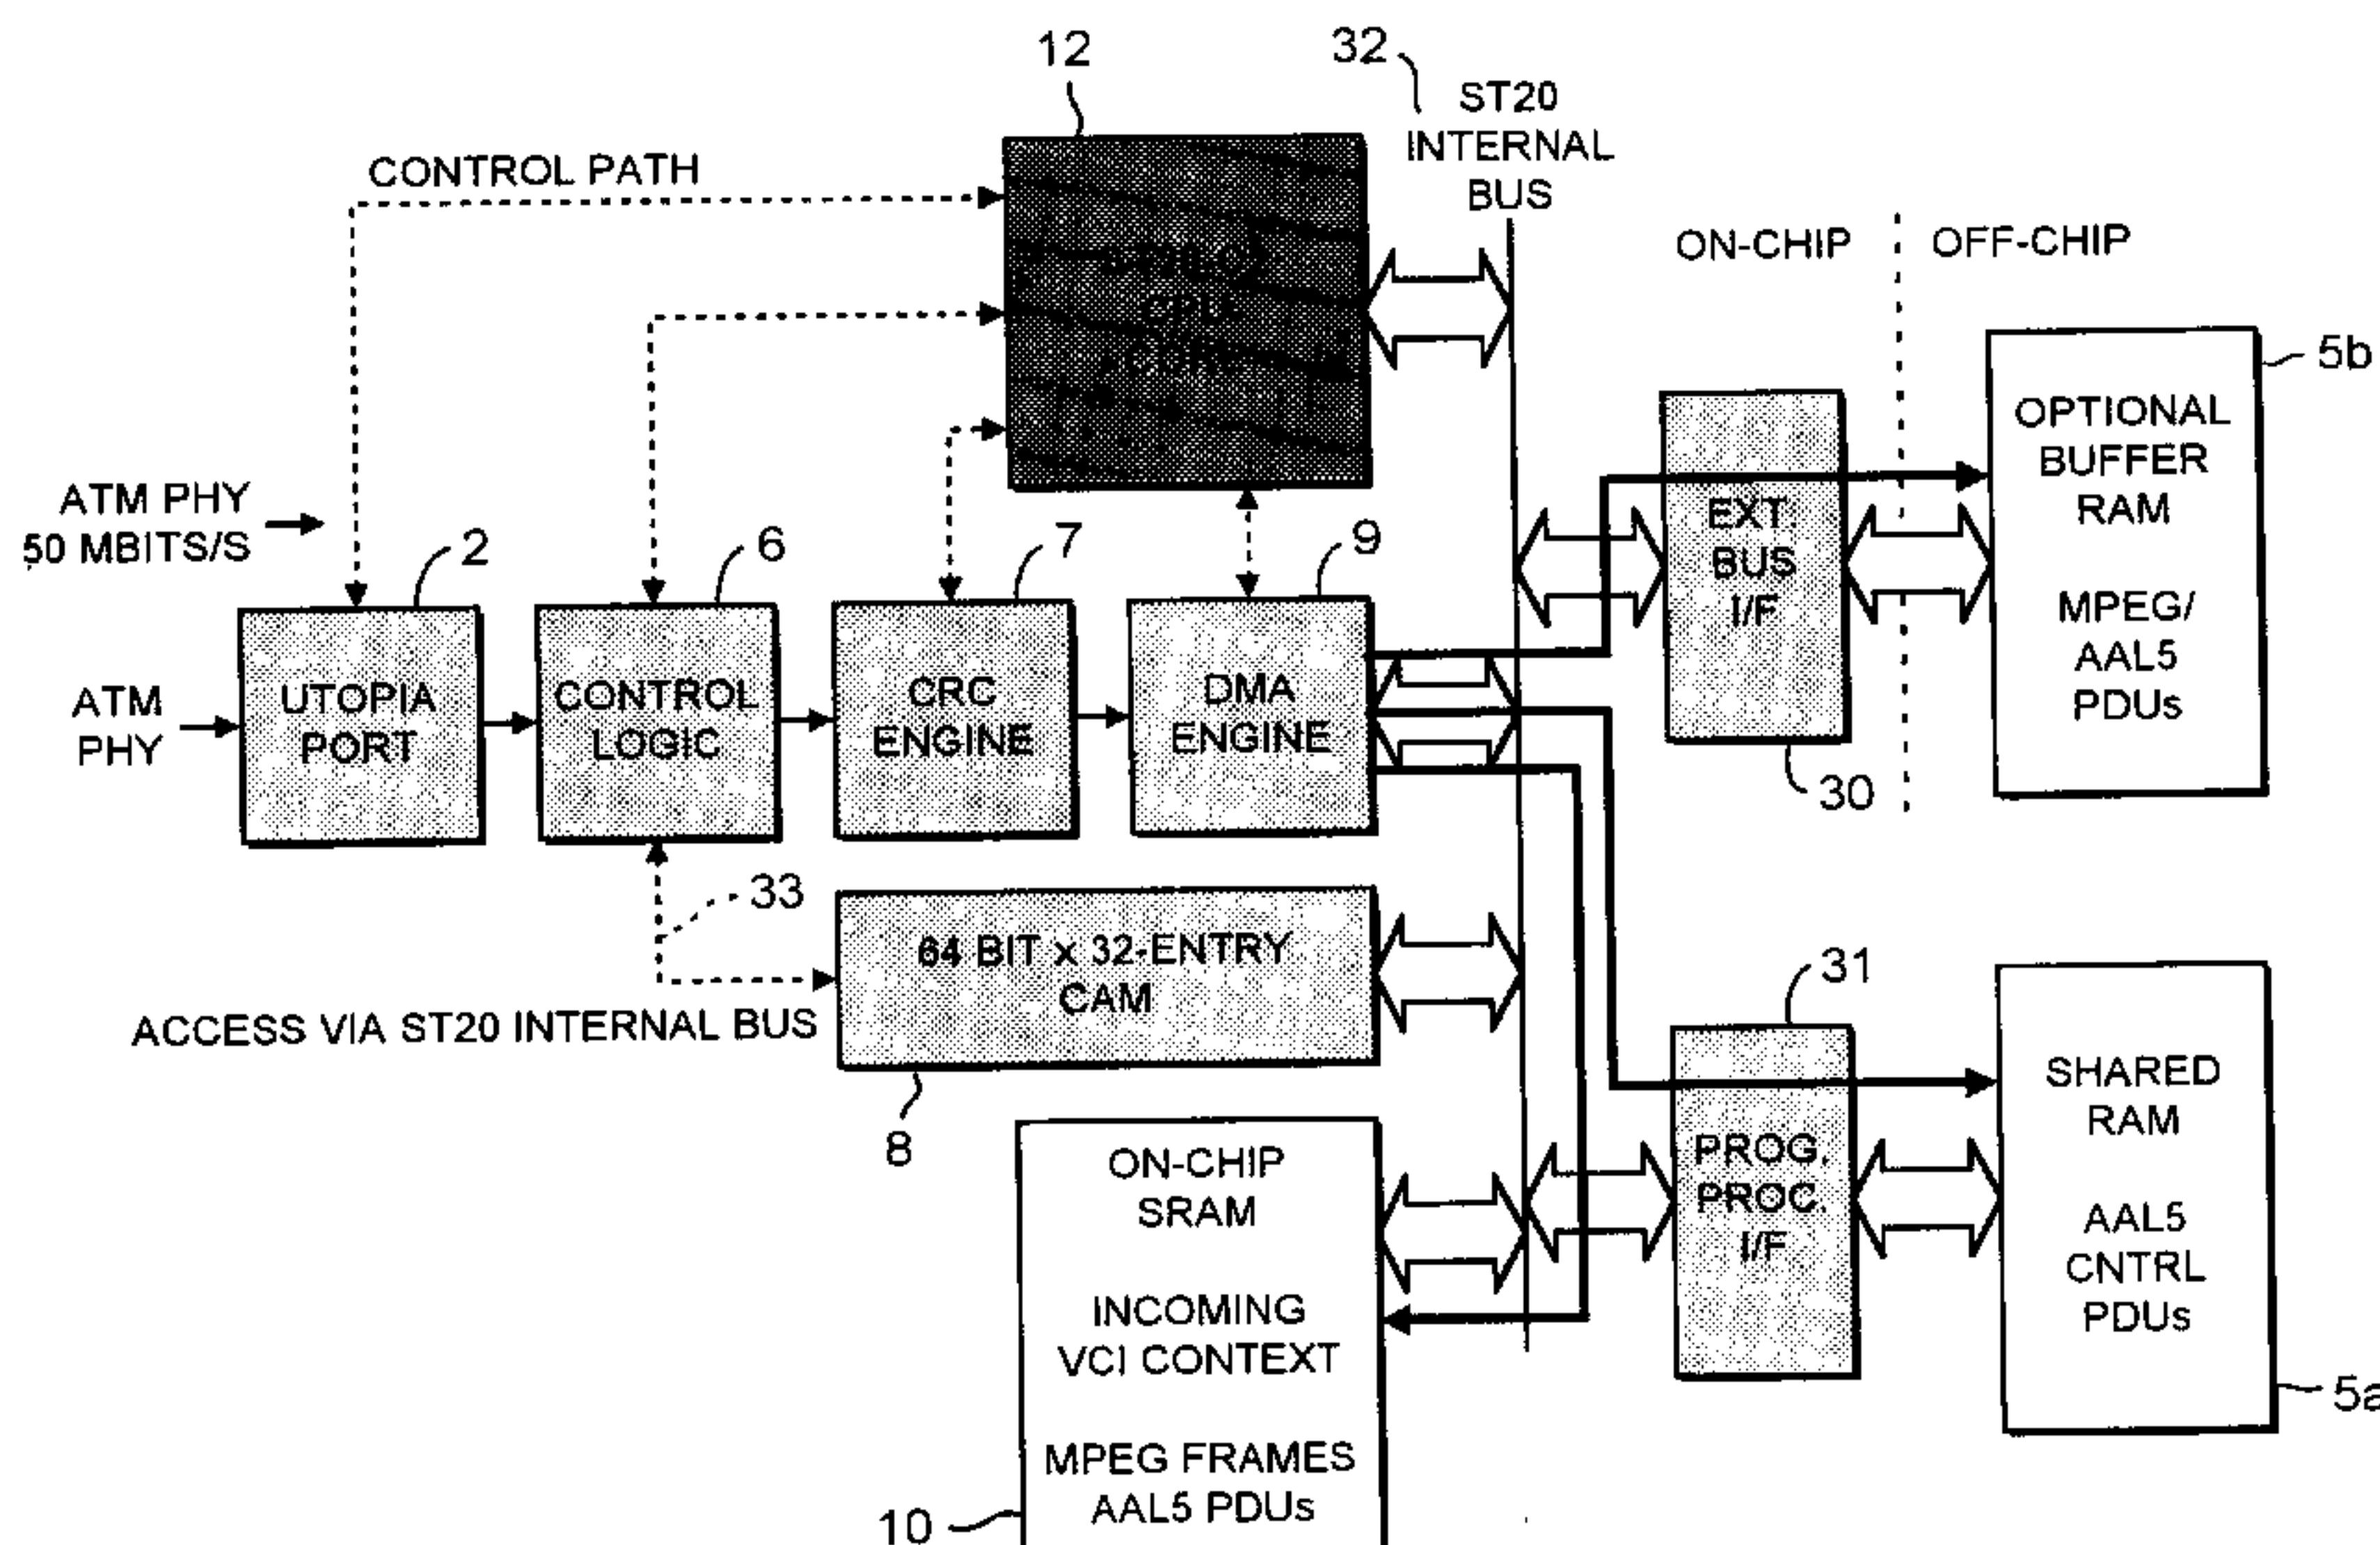 12
32
ST20
INTERNAL
BUS
CONTROL PATH
ON-CHIP
OFF-CHIP
5b
OPTIONAL
BUFFER
RAM
MPEG/
AAL5
PDUs
ATM PHY
50 MBITS/S
2
6
7
9
EXT.
BUS
I/F
30
ATM
PHY
UTOPIA
PORT
CONTROL
LOGIC
CRC
ENGINE
DMA
ENGINE
33
64 BIT x 32-ENTRY
CAM
ACCESS VIA ST20 INTERNAL BUS
8
31
PROG.
PROC.
I/F
SHARED
RAM
AAL5
CNTRL
PDUs
5a
ON-CHIP
SRAM
INCOMING
VCI CONTEXT
MPEG FRAMES
AAL5 PDUs
10